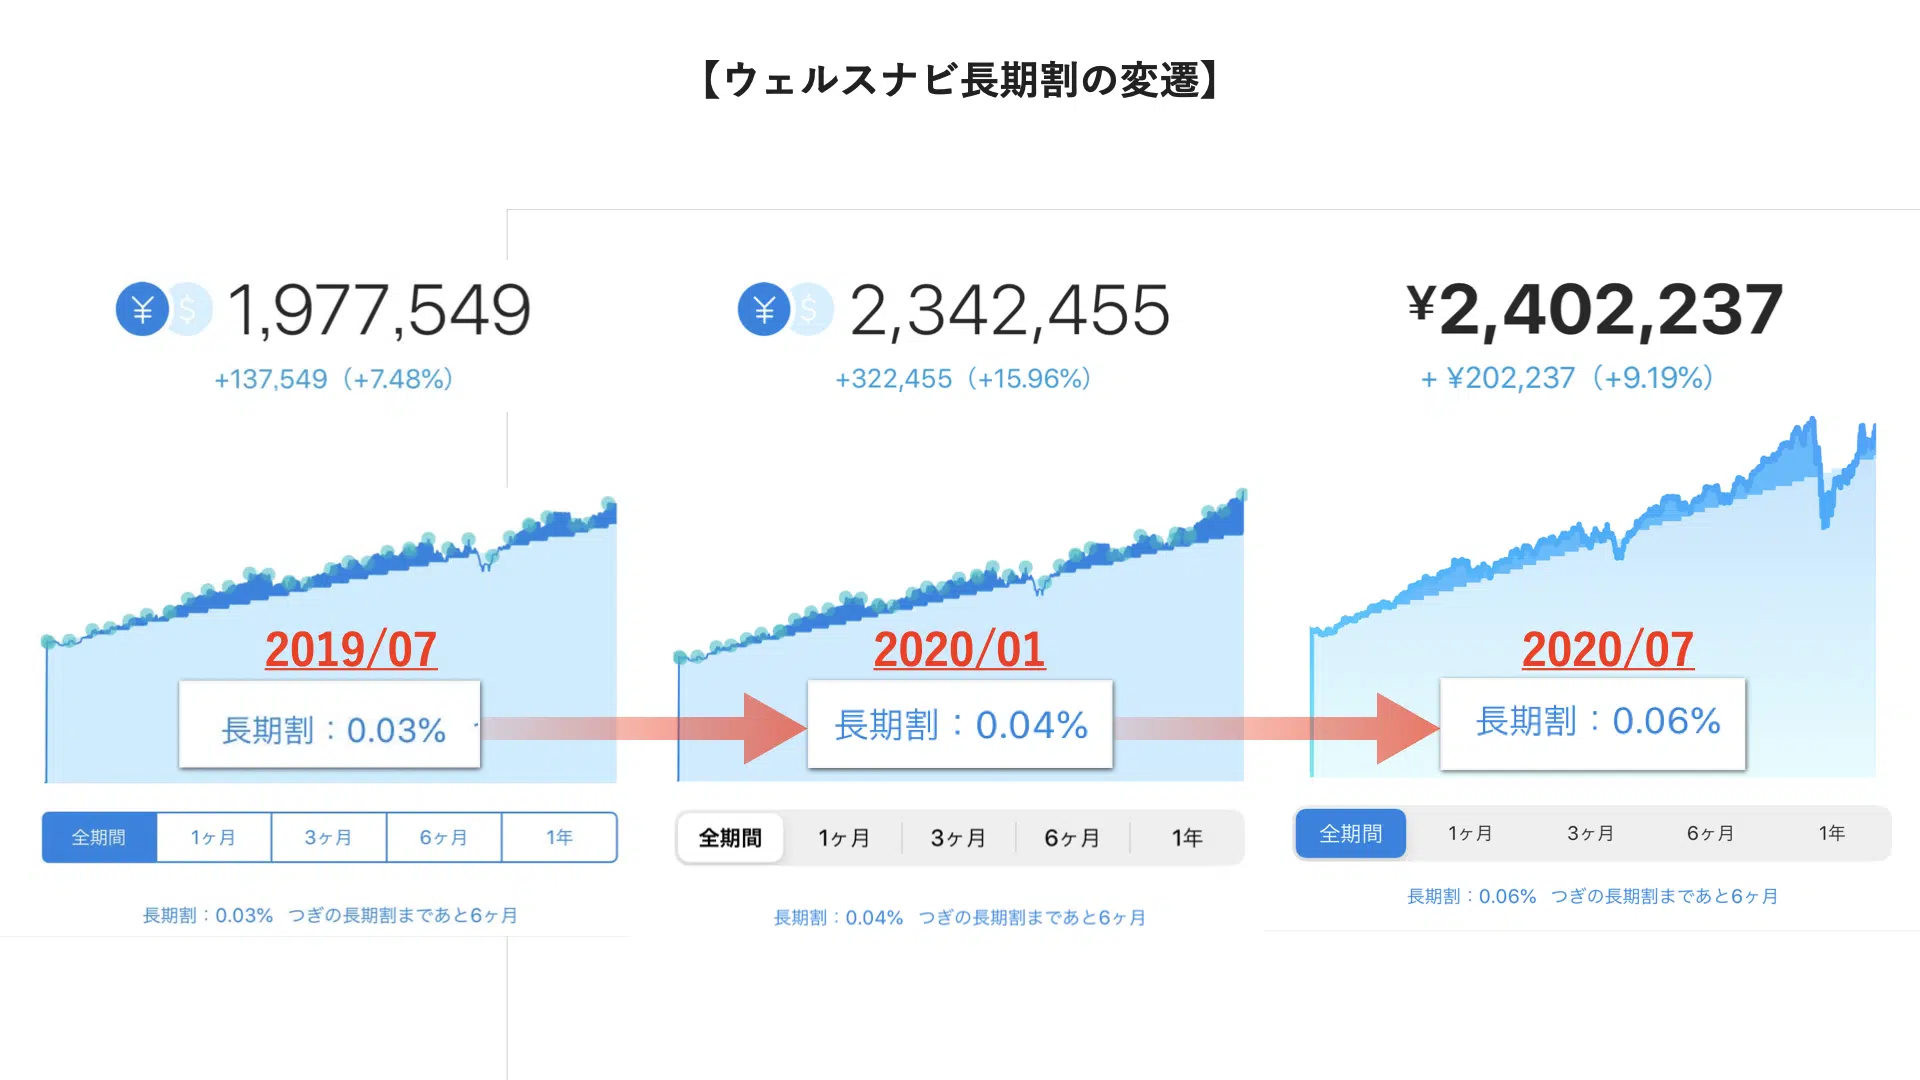 【ウェルスナビ長期割の変遷】
¥ $ 1,977,549
+137,549（+7.48%）
2019/07
長期割：0.03%
全期間 1ヶ月 3ヶ月 6ヶ月 1年
長期割：0.03% つぎの長期割まであと6ヶ月
¥ $ 2,342,455
+322,455（+15.96%）
2020/01
長期割：0.04%
全期間 1ヶ月 3ヶ月 6ヶ月 1年
長期割：0.04% つぎの長期割まであと6ヶ月
¥2,402,237
+ ¥202,237（+9.19%）
2020/07
長期割：0.06%
全期間 1ヶ月 3ヶ月 6ヶ月 1年
長期割：0.06% つぎの長期割まであと6ヶ月